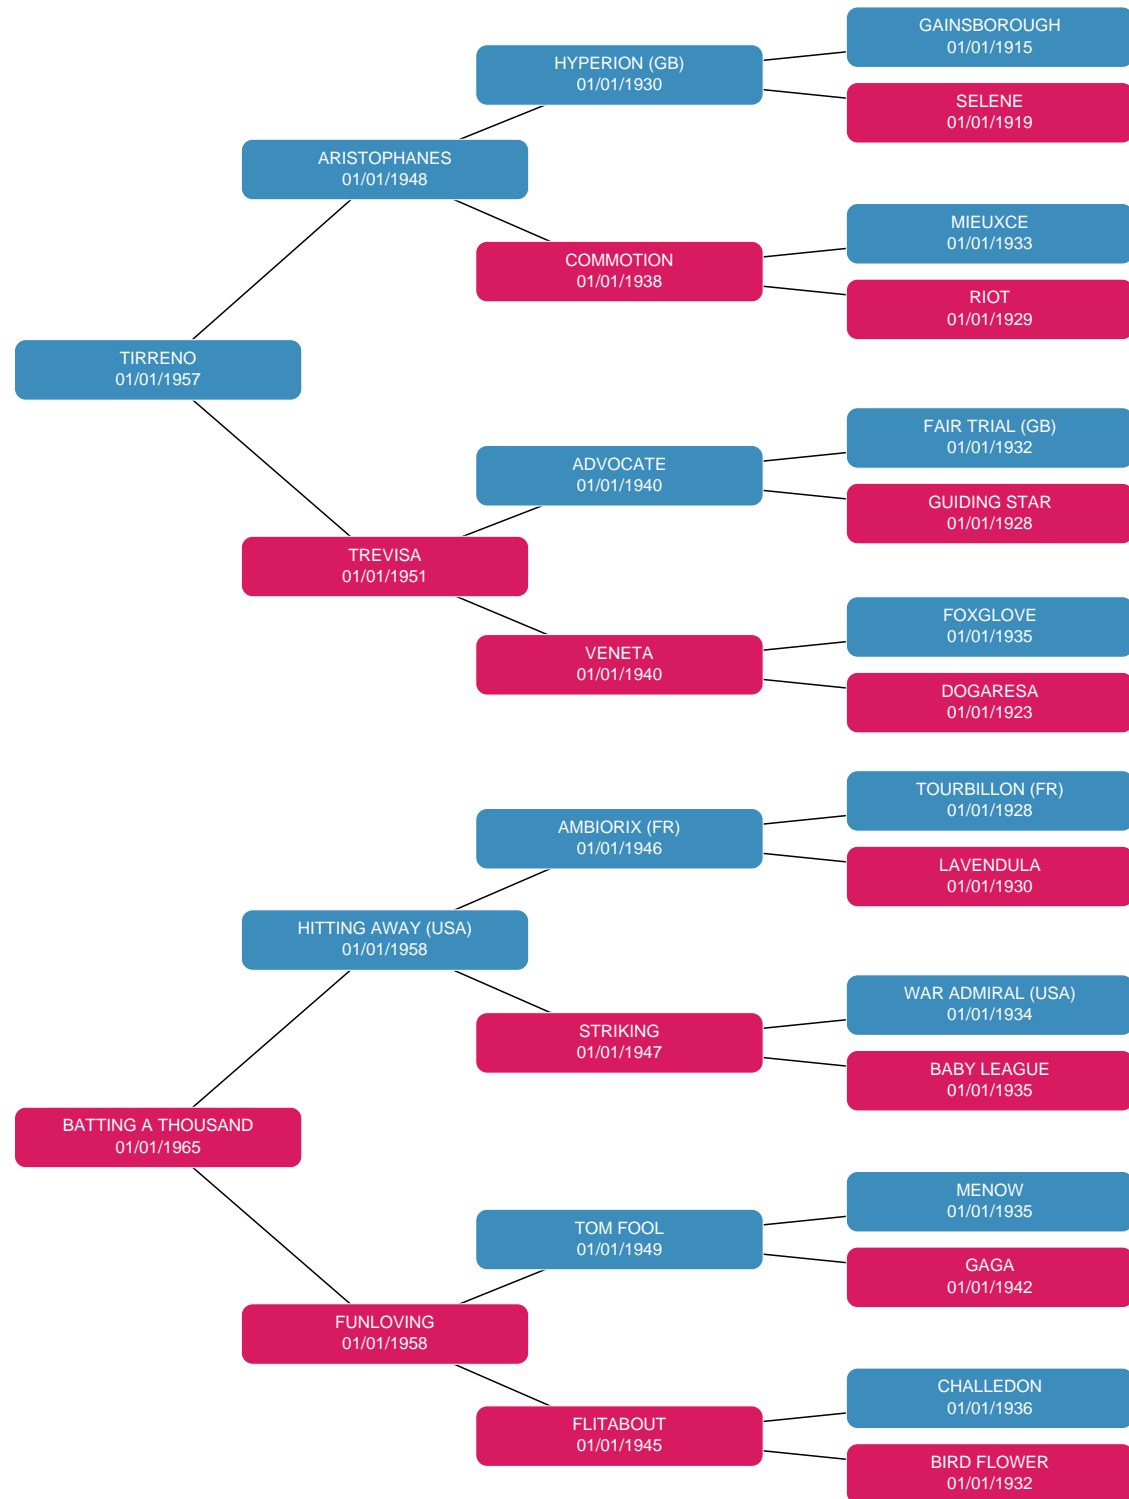 GAINSBOROUGH
01/01/1915
HYPERION (GB)
01/01/1930
SELENE
01/01/1919
ARISTOPHANES
01/01/1948
MIEUXCE
01/01/1933
COMMOTION
01/01/1938
RIOT
01/01/1929
TIRRENO
01/01/1957
FAIR TRIAL (GB)
01/01/1932
ADVOCATE
01/01/1940
GUIDING STAR
01/01/1928
TREVISA
01/01/1951
FOXGLOVE
01/01/1935
VENETA
01/01/1940
DOGARESA
01/01/1923
TOURBILLON (FR)
01/01/1928
AMBIORIX (FR)
01/01/1946
LAVENDULA
01/01/1930
HITTING AWAY (USA)
01/01/1958
WAR ADMIRAL (USA)
01/01/1934
STRIKING
01/01/1947
BABY LEAGUE
01/01/1935
BATTING A THOUSAND
01/01/1965
MENOW
01/01/1935
TOM FOOL
01/01/1949
GAGA
01/01/1942
FUNLOVING
01/01/1958
CHALLEDON
01/01/1936
FLITABOUT
01/01/1945
BIRD FLOWER
01/01/1932